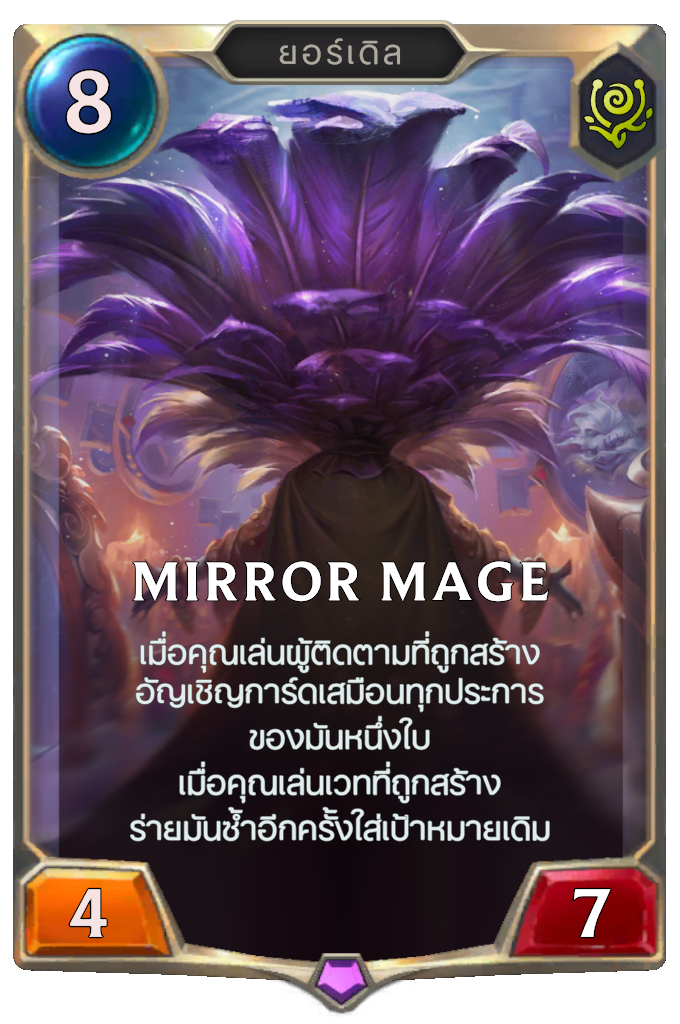 ยอร์เดิล
8
MIRROR MAGE
เมื่อคุณเล่นผู้ติดตามที่ถูกสร้าง
อัญเชิญการ์ดเสมือนทุกประการ
ของมันหนึ่งใบ
เมื่อคุณเล่นเวทที่ถูกสร้าง
ร่ายมันซ้ำอีกครั้งใส่เป้าหมายเดิม
4
7